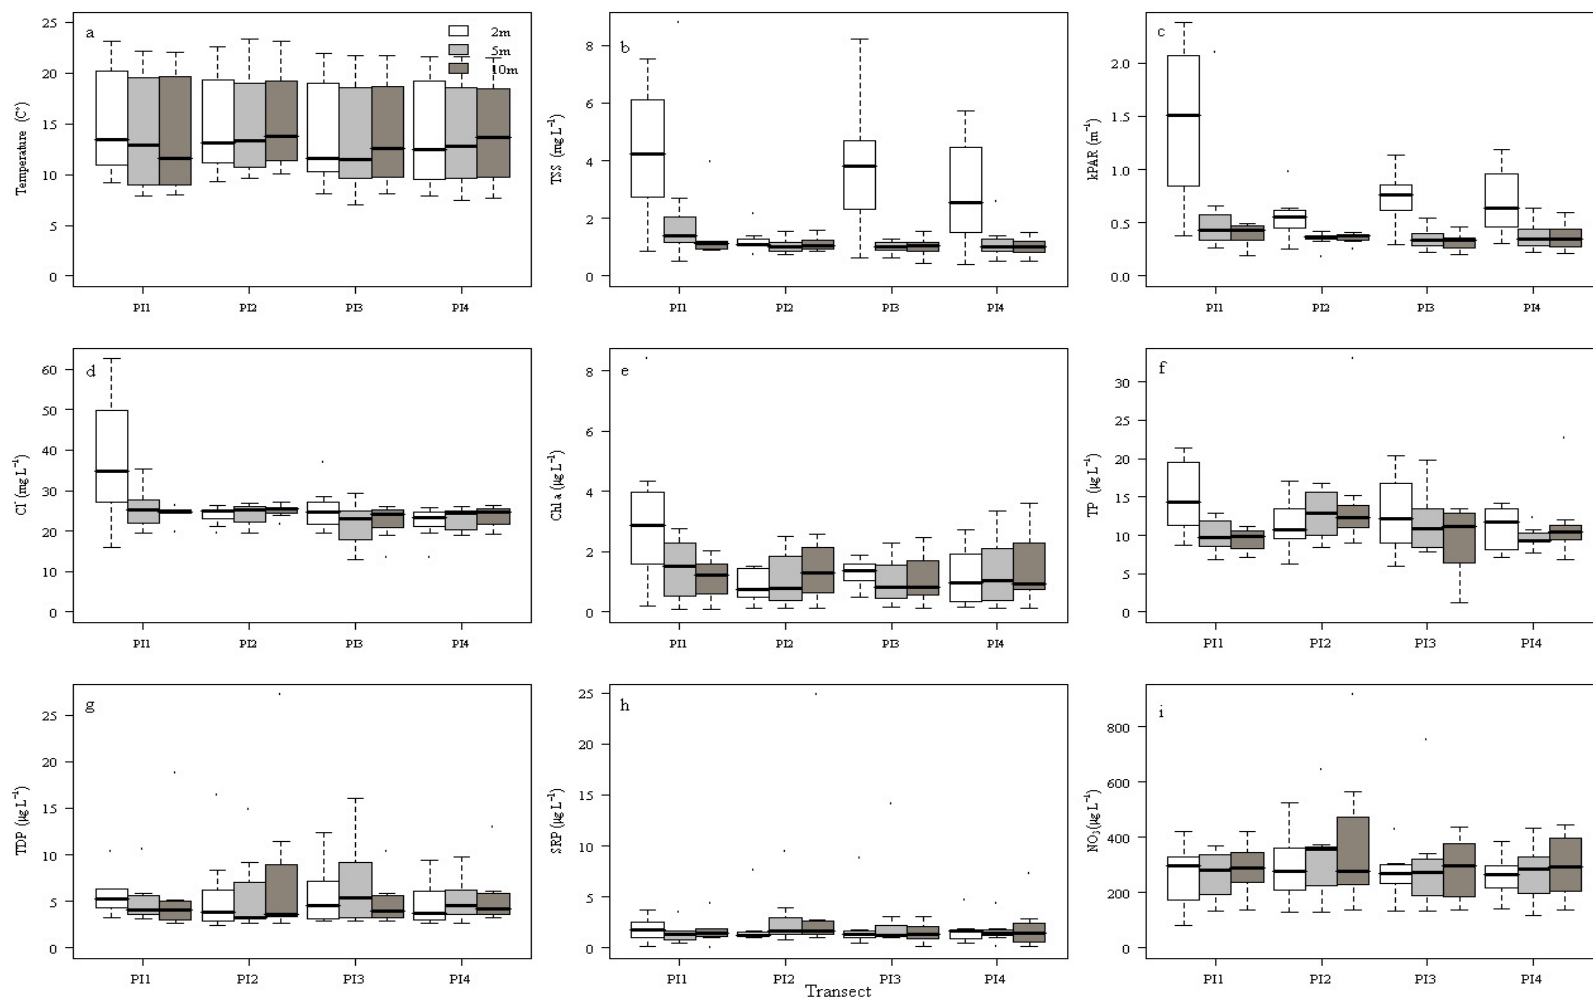 a
2m
5m
10m
25
20
15
10
5
0
Temperature (C°)
PI1 PI2 PI3 PI4
b
8
6
4
2
0
TSS (mg L⁻¹)
PI1 PI2 PI3 PI4
c
2.0
1.5
1.0
0.5
0.0
kPAR (m⁻¹)
PI1 PI2 PI3 PI4
d
60
50
40
30
20
10
0
Cl (mg L⁻¹)
PI1 PI2 PI3 PI4
e
8
6
4
2
0
Chl a (µg L⁻¹)
PI1 PI2 PI3 PI4
f
30
25
20
15
10
5
0
TP (µg L⁻¹)
PI1 PI2 PI3 PI4
g
25
20
15
10
5
0
TDP (µg L⁻¹)
PI1 PI2 PI3 PI4
h
25
20
15
10
5
0
SRP (µg L⁻¹)
PI1 PI2 PI3 PI4
i
800
600
400
200
0
NO₃(µg L⁻¹)
PI1 PI2 PI3 PI4
Transect